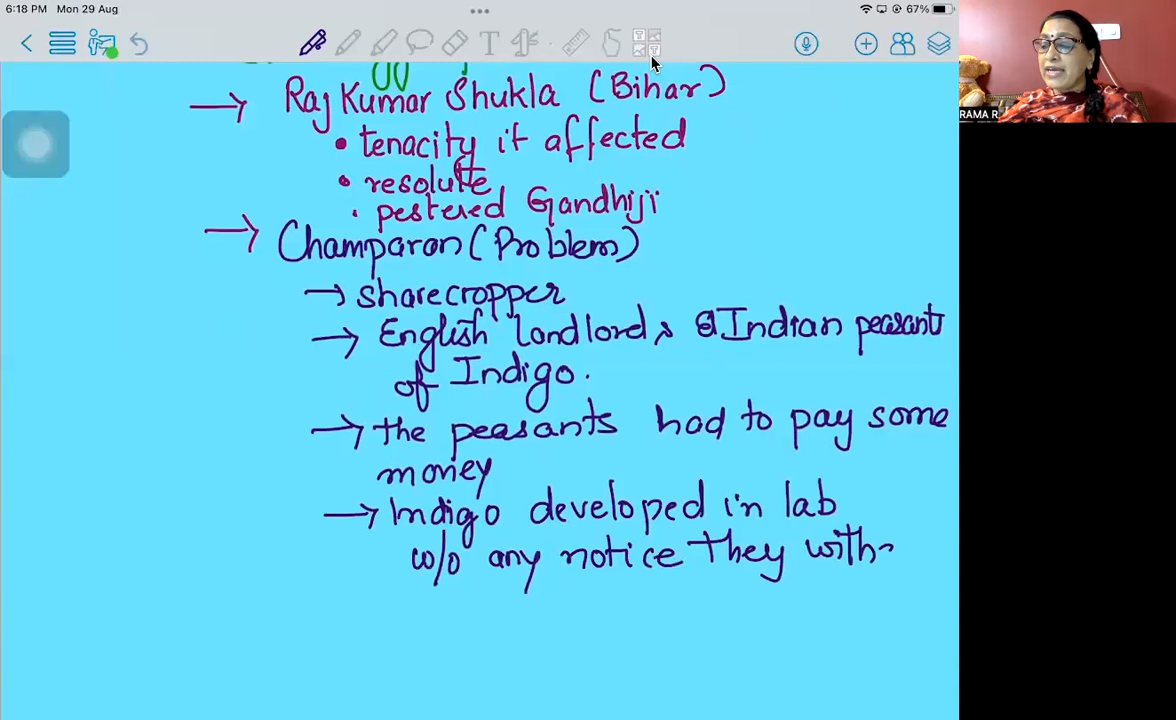 6:18 PM Mon 29 Aug
67%
T
Raj Kumar Shukla (Bihar)
• tenacity it affected
• resolute
• pestered Gandhiji
Champaran (Problem)
→ sharecropper
→ English landlords Indian peasants
of Indigo.
→ the peasants had to pay some
money
→ Indigo developed in lab
w/o any notice they with-
RAMA R